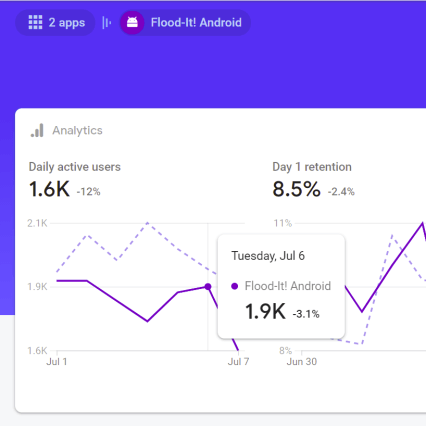 2 apps Flood-It! Android
Analytics
Daily active users Day 1 retention
1.6K -12% 8.5% -2.4%
2.1K 11%
Tuesday, Jul 6
1.9K Flood-It! Android
1.9K -3.1%
1.6K 8%
Jul 1 Jul 7 Jun 30